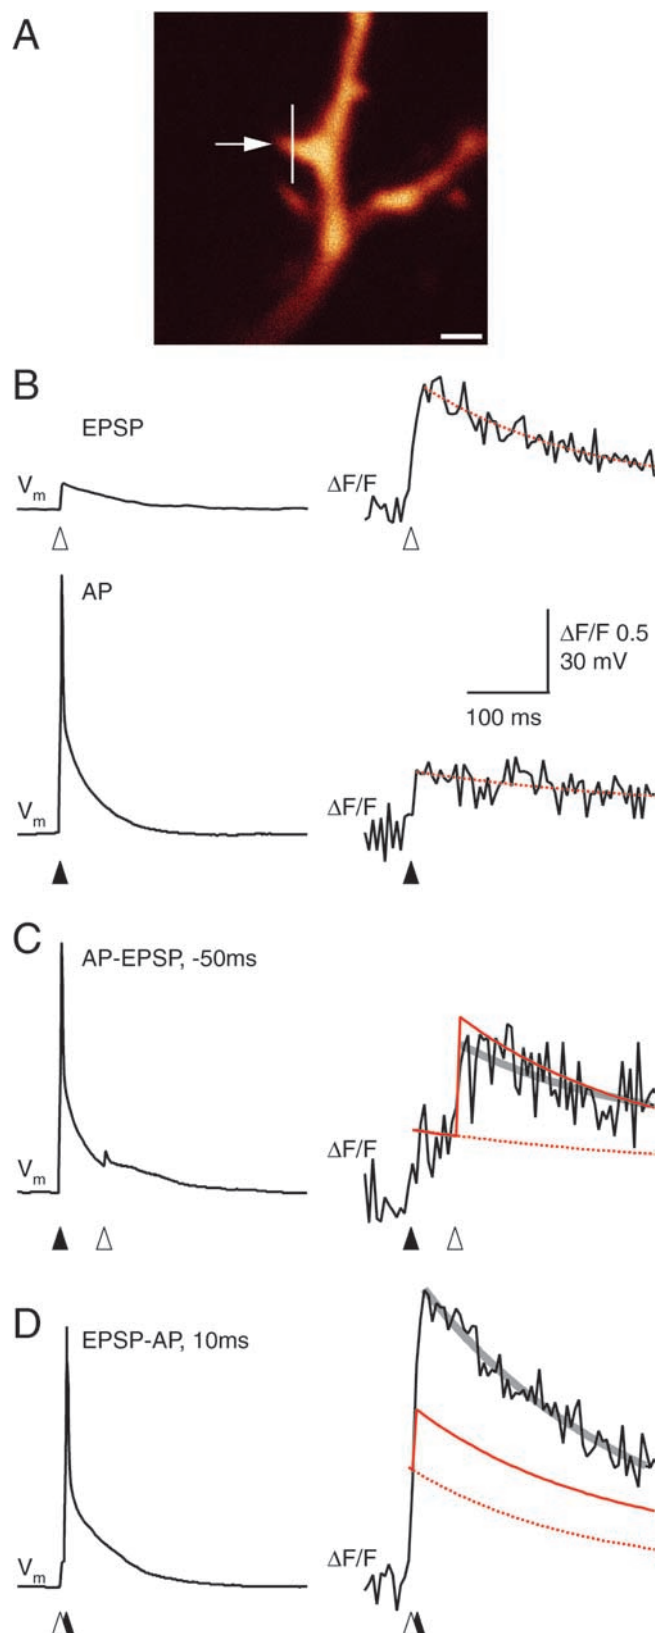 A
B
EPSP
Vm
ΔF/F
AP
ΔF/F 0.5
30 mV
100 ms
Vm
ΔF/F
C
AP-EPSP, -50ms
Vm
ΔF/F
D
EPSP-AP, 10ms
Vm
ΔF/F